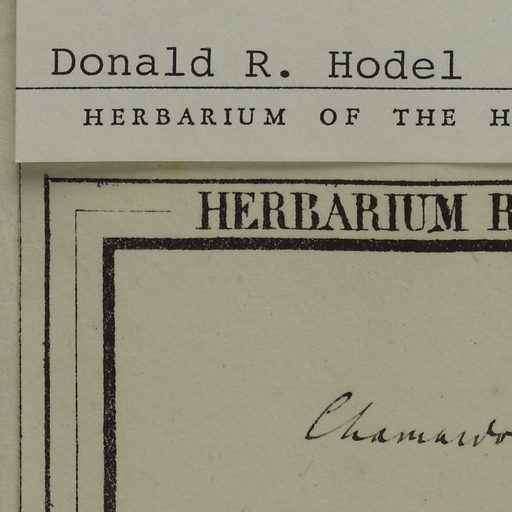 Donald R. Hodel
HERBARIUM OF THE H
HERBARIUM R
Chamaedo